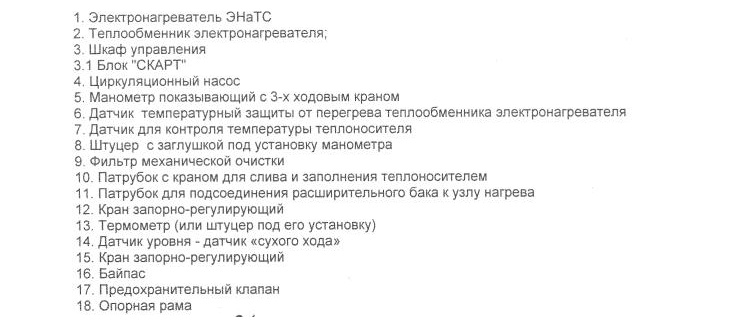 1. Электронагреватель ЭНаТС
2. Теплообменник электронагревателя;
3. Шкаф управления
3.1 Блок "СКАРТ"
4. Циркуляционный насос
5. Манометр показывающий с 3-х ходовым краном
6. Датчик температурный защиты от перегрева теплообменника электронагревателя
7. Датчик для контроля температуры теплоносителя
8. Штуцер с заглушкой под установку манометра
9. Фильтр механической очистки
10. Патрубок с краном для слива и заполнения теплоносителем
11. Патрубок для подсоединения расширительного бака к узлу нагрева
12. Кран запорно-регулирующий
13. Термометр (или штуцер под его установку)
14. Датчик уровня - датчик «сухого хода»
15. Кран запорно-регулирующий
16. Байпас
17. Предохранительный клапан
18. Опорная рама